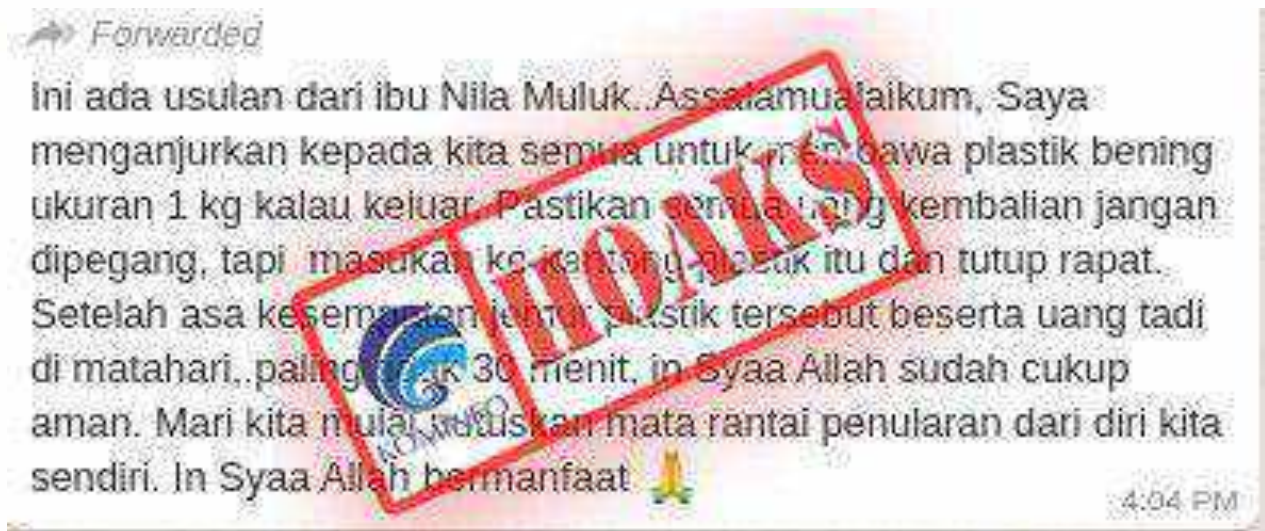 Forwarded
Ini ada usulan dari ibu Nila Muluk..Assalamualaikum, Saya
menganjurkan kepada kita semua untuk membawa plastik bening
ukuran 1 kg kalau keluar. Pastikan semua uang kembalian jangan
dipegang, tapi masukan ke kantong plastik itu dan tutup rapat.
Setelah asa kesempatan jemur plastik tersebut beserta uang tadi
di matahari,.paling 30 menit. in Syaa Allah sudah cukup
aman. Mari kita mulai putuskan mata rantai penularan dari diri kita
sendiri. In Syaa Allah bermanfaat 🙏
4:04 PM
HOAKS
KOMINFO